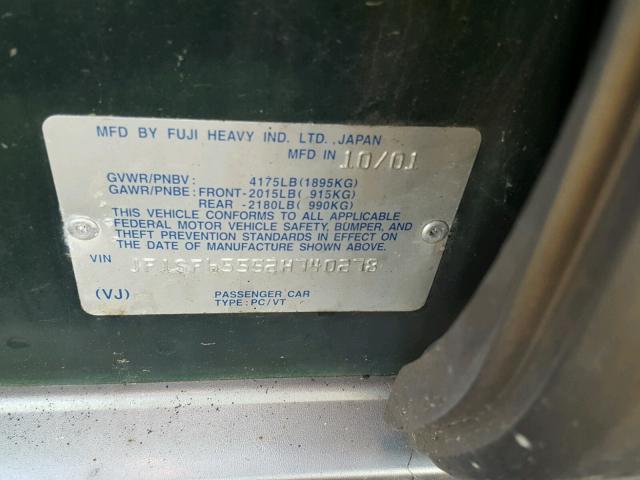 MFD BY FUJI HEAVY IND. LTD., JAPAN
MFD IN 10/01
GVWR/PNBV: 4175LB(1895KG)
GAWR/PNBE: FRONT-2015LB( 915KG)
REAR -2180LB( 990KG)
THIS VEHICLE CONFORMS TO ALL APPLICABLE
FEDERAL MOTOR VEHICLE SAFETY, BUMPER, AND
THEFT PREVENTION STANDARDS IN EFFECT ON
THE DATE OF MANUFACTURE SHOWN ABOVE.
VIN JF1SF65552H740278
(VJ) PASSENGER CAR
TYPE: PC/VT